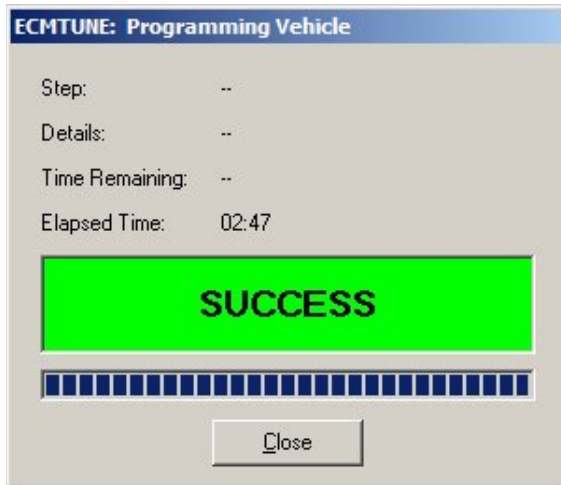 ECMTUNE: Programming Vehicle
Step: --
Details: --
Time Remaining: --
Elapsed Time: 02:47
SUCCESS
Close